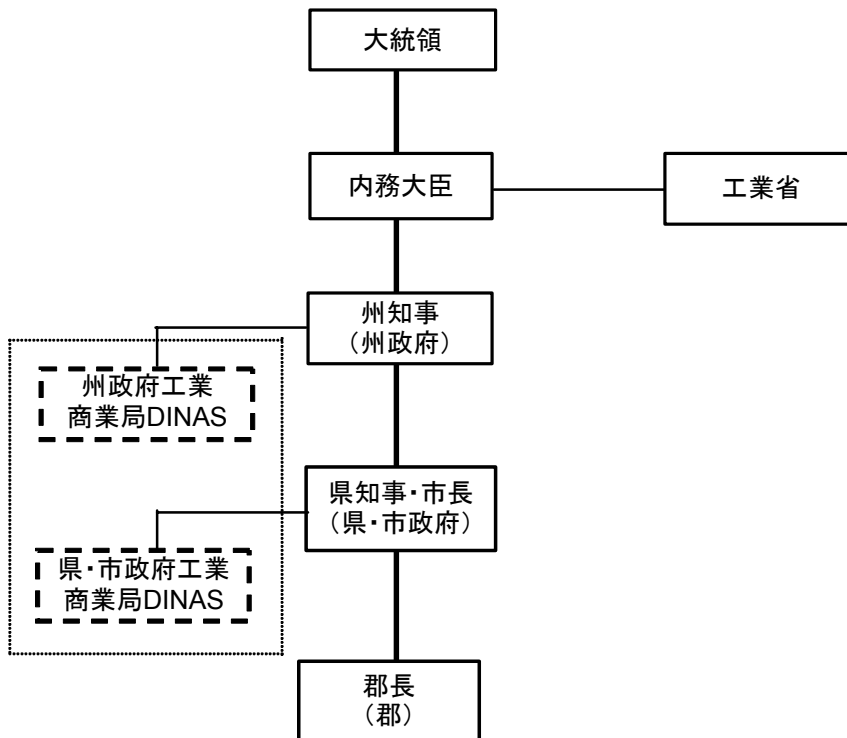 大統領
内務大臣
工業省
州知事
（州政府）
州政府工業
商業局DINAS
県知事・市長
（県・市政府）
県・市政府工業
商業局DINAS
郡長
（郡）